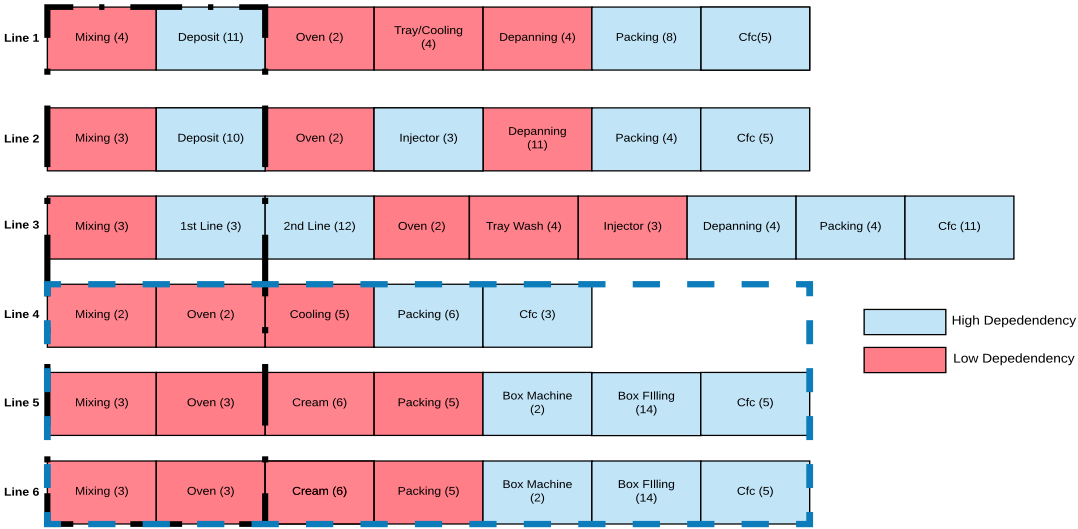 Line 1
Mixing (4)
Deposit (11)
Oven (2)
Tray/Cooling
(4)
Depanning (4)
Packing (8)
Cfc(5)
Line 2
Mixing (3)
Deposit (10)
Oven (2)
Injector (3)
Depanning
(11)
Packing (4)
Cfc (5)
Line 3
Mixing (3)
1st Line (3)
2nd Line (12)
Oven (2)
Tray Wash (4)
Injector (3)
Depanning (4)
Packing (4)
Cfc (11)
Line 4
Mixing (2)
Oven (2)
Cooling (5)
Packing (6)
Cfc (3)
High Depedendency
Low Depedendency
Line 5
Mixing (3)
Oven (3)
Cream (6)
Packing (5)
Box Machine
(2)
Box FIlling
(14)
Cfc (5)
Line 6
Mixing (3)
Oven (3)
Cream (6)
Packing (5)
Box Machine
(2)
Box FIlling
(14)
Cfc (5)